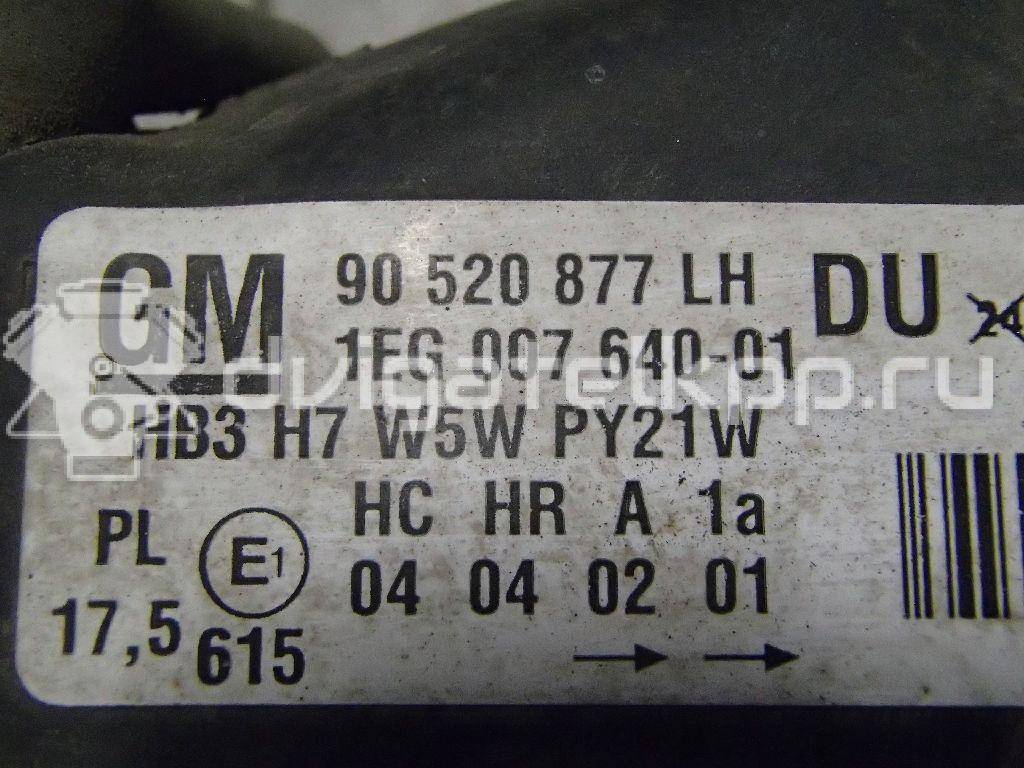 GM 90 520 877 LH DU 24
1EG 007 640-01
HB3 H7 W5W PY21W
HC HR A 1a
PL E1 04 04 02 01
17,5 615
dvigatelkpp.ru